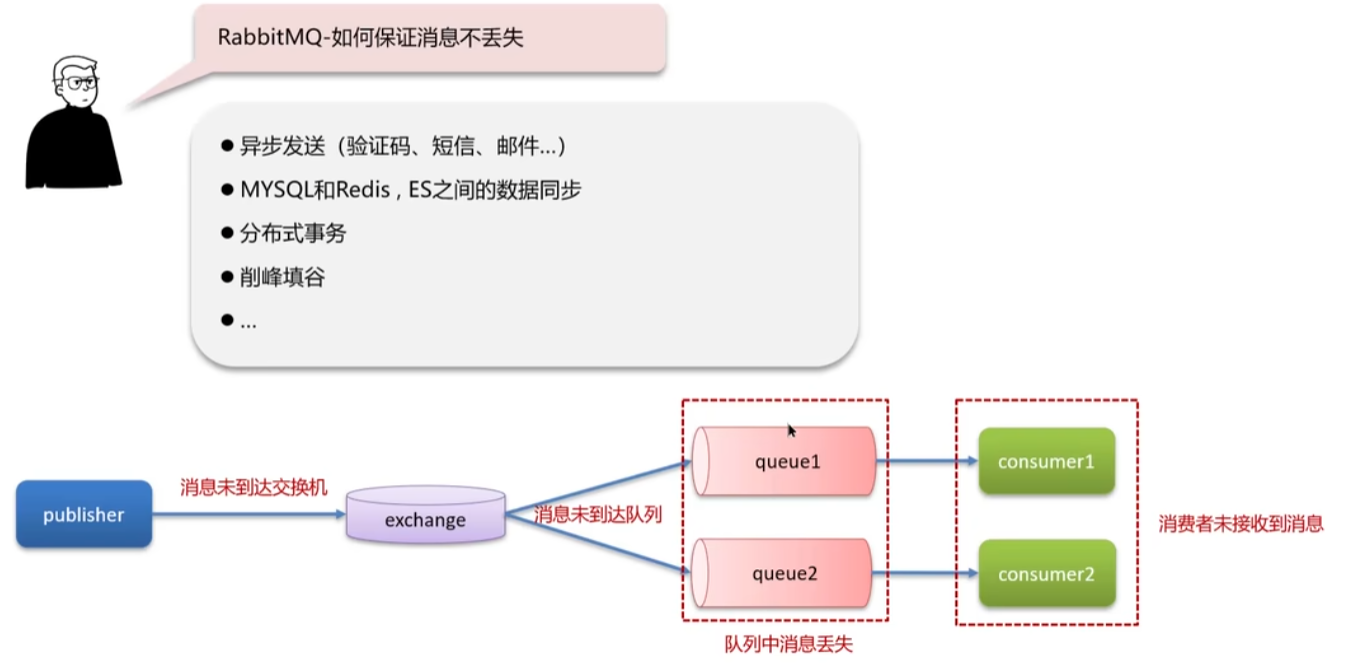 RabbitMQ-如何保证消息不丢失
● 异步发送（验证码、短信、邮件...）
● MYSQL和Redis , ES之间的数据同步
● 分布式事务
● 削峰填谷
● ...
queue1
consumer1
消息未到达交换机
publisher
exchange
消息未到达队列
消费者未接收到消息
queue2
consumer2
队列中消息丢失